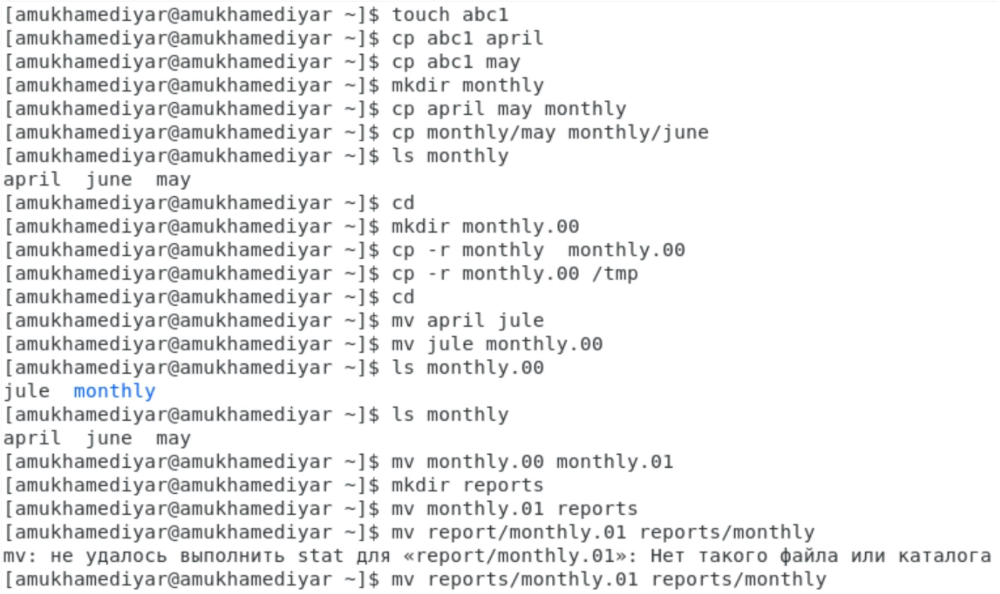 [amukhamediyar@amukhamediyar ~]$ touch abc1
[amukhamediyar@amukhamediyar ~]$ cp abc1 april
[amukhamediyar@amukhamediyar ~]$ cp abc1 may
[amukhamediyar@amukhamediyar ~]$ mkdir monthly
[amukhamediyar@amukhamediyar ~]$ cp april may monthly
[amukhamediyar@amukhamediyar ~]$ cp monthly/may monthly/june
[amukhamediyar@amukhamediyar ~]$ ls monthly
april  june  may
[amukhamediyar@amukhamediyar ~]$ cd
[amukhamediyar@amukhamediyar ~]$ mkdir monthly.00
[amukhamediyar@amukhamediyar ~]$ cp -r monthly  monthly.00
[amukhamediyar@amukhamediyar ~]$ cp -r monthly.00 /tmp
[amukhamediyar@amukhamediyar ~]$ cd
[amukhamediyar@amukhamediyar ~]$ mv april jule
[amukhamediyar@amukhamediyar ~]$ mv jule monthly.00
[amukhamediyar@amukhamediyar ~]$ ls monthly.00
jule  monthly
[amukhamediyar@amukhamediyar ~]$ ls monthly
april  june  may
[amukhamediyar@amukhamediyar ~]$ mv monthly.00 monthly.01
[amukhamediyar@amukhamediyar ~]$ mkdir reports
[amukhamediyar@amukhamediyar ~]$ mv monthly.01 reports
[amukhamediyar@amukhamediyar ~]$ mv report/monthly.01 reports/monthly
mv: не удалось выполнить stat для «report/monthly.01»: Нет такого файла или каталога
[amukhamediyar@amukhamediyar ~]$ mv reports/monthly.01 reports/monthly